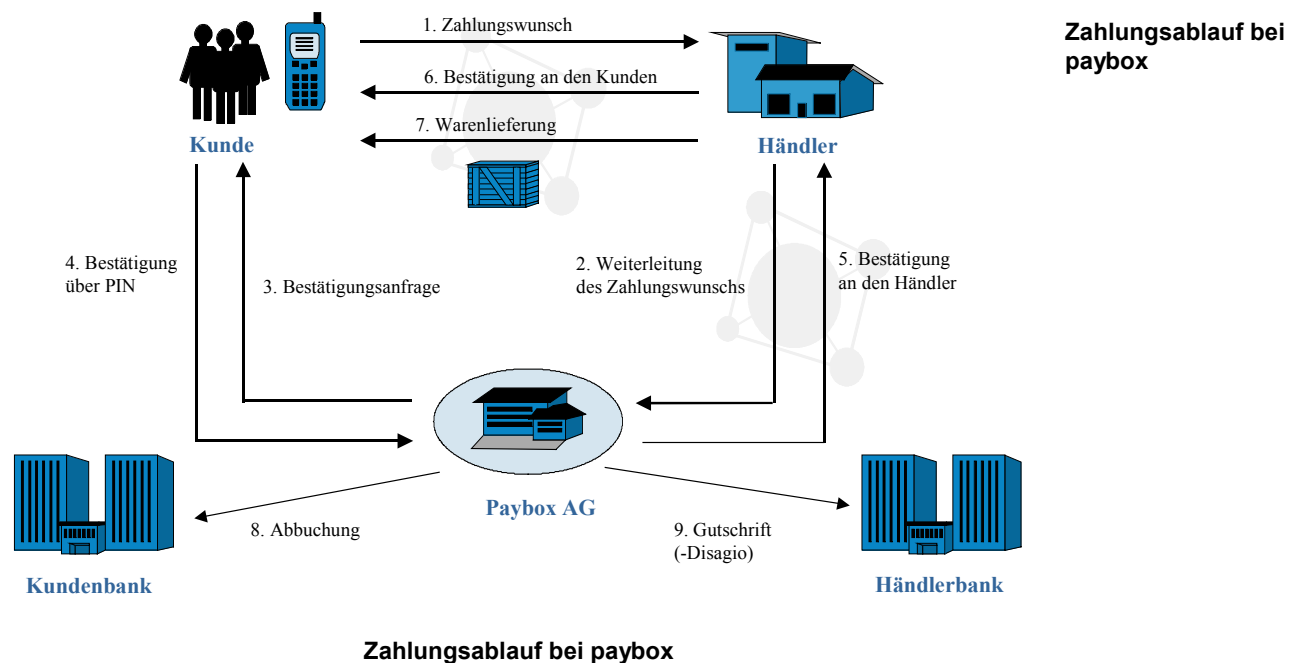 1. Zahlungswunsch
Zahlungsablauf bei
paybox
6. Bestätigung an den Kunden
7. Warenlieferung
Kunde
Händler
4. Bestätigung
über PIN
3. Bestätigungsanfrage
2. Weiterleitung
des Zahlungswunschs
5. Bestätigung
an den Händler
Paybox AG
8. Abbuchung
9. Gutschrift
(-Disagio)
Kundenbank
Händlerbank
Zahlungsablauf bei paybox